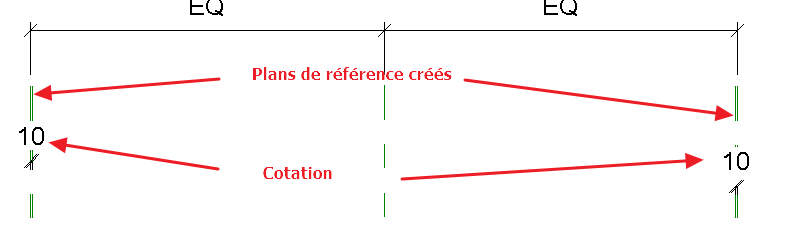 EQ EQ
Plans de référence créés
10
10
Cotation